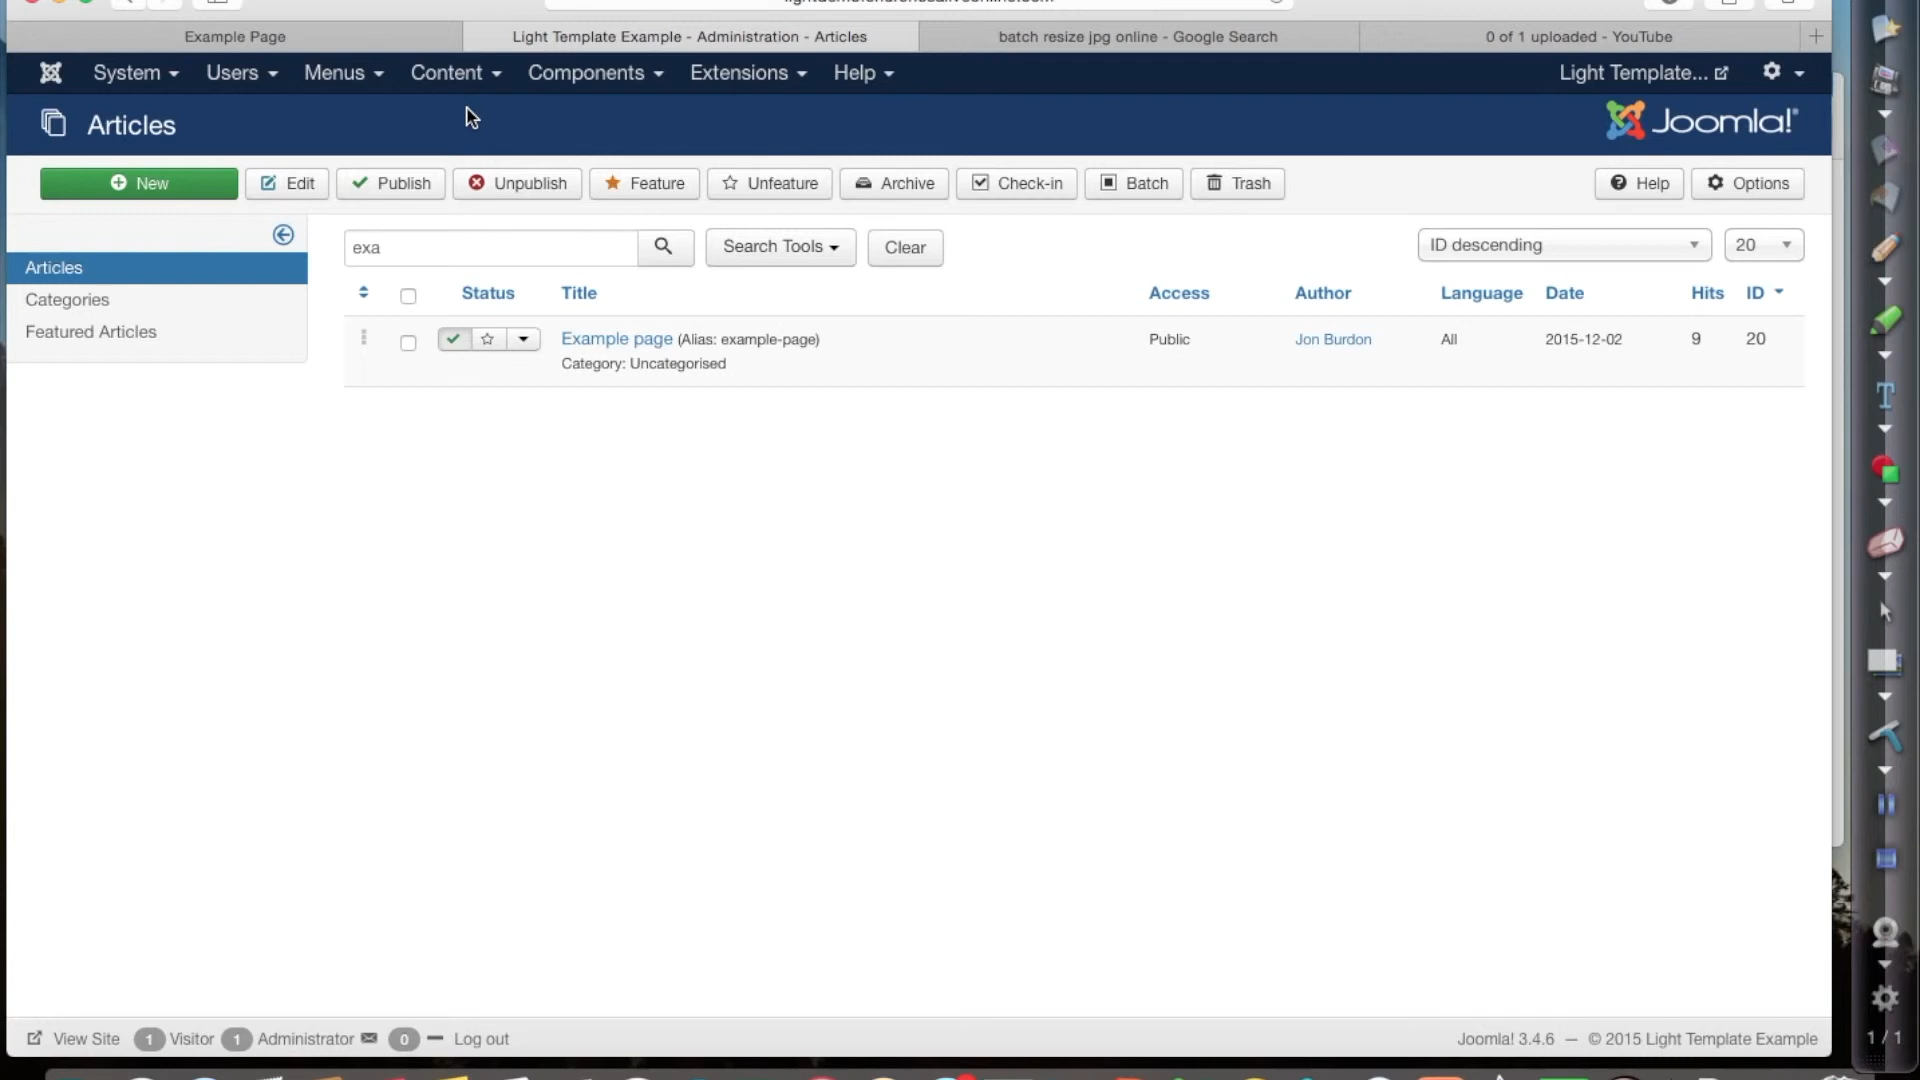 Example Page
Light Template Example - Administration - Articles
batch resize jpg online - Google Search
0 of 1 uploaded - YouTube
System Users Menus Content Components Extensions Help
Light Template...
Articles
Joomla!®
New Edit Publish Unpublish Feature Unfeature Archive Check-in Batch Trash Help Options
Articles
Categories
Featured Articles
exa Search Tools Clear ID descending 20
Status Title Access Author Language Date Hits ID
Example page (Alias: example-page) Public Jon Burdon All 2015-12-02 9 20
Category: Uncategorised
View Site 1 Visitor 1 Administrator 0 Log out
Joomla! 3.4.6 — © 2015 Light Template Example
1 / 1